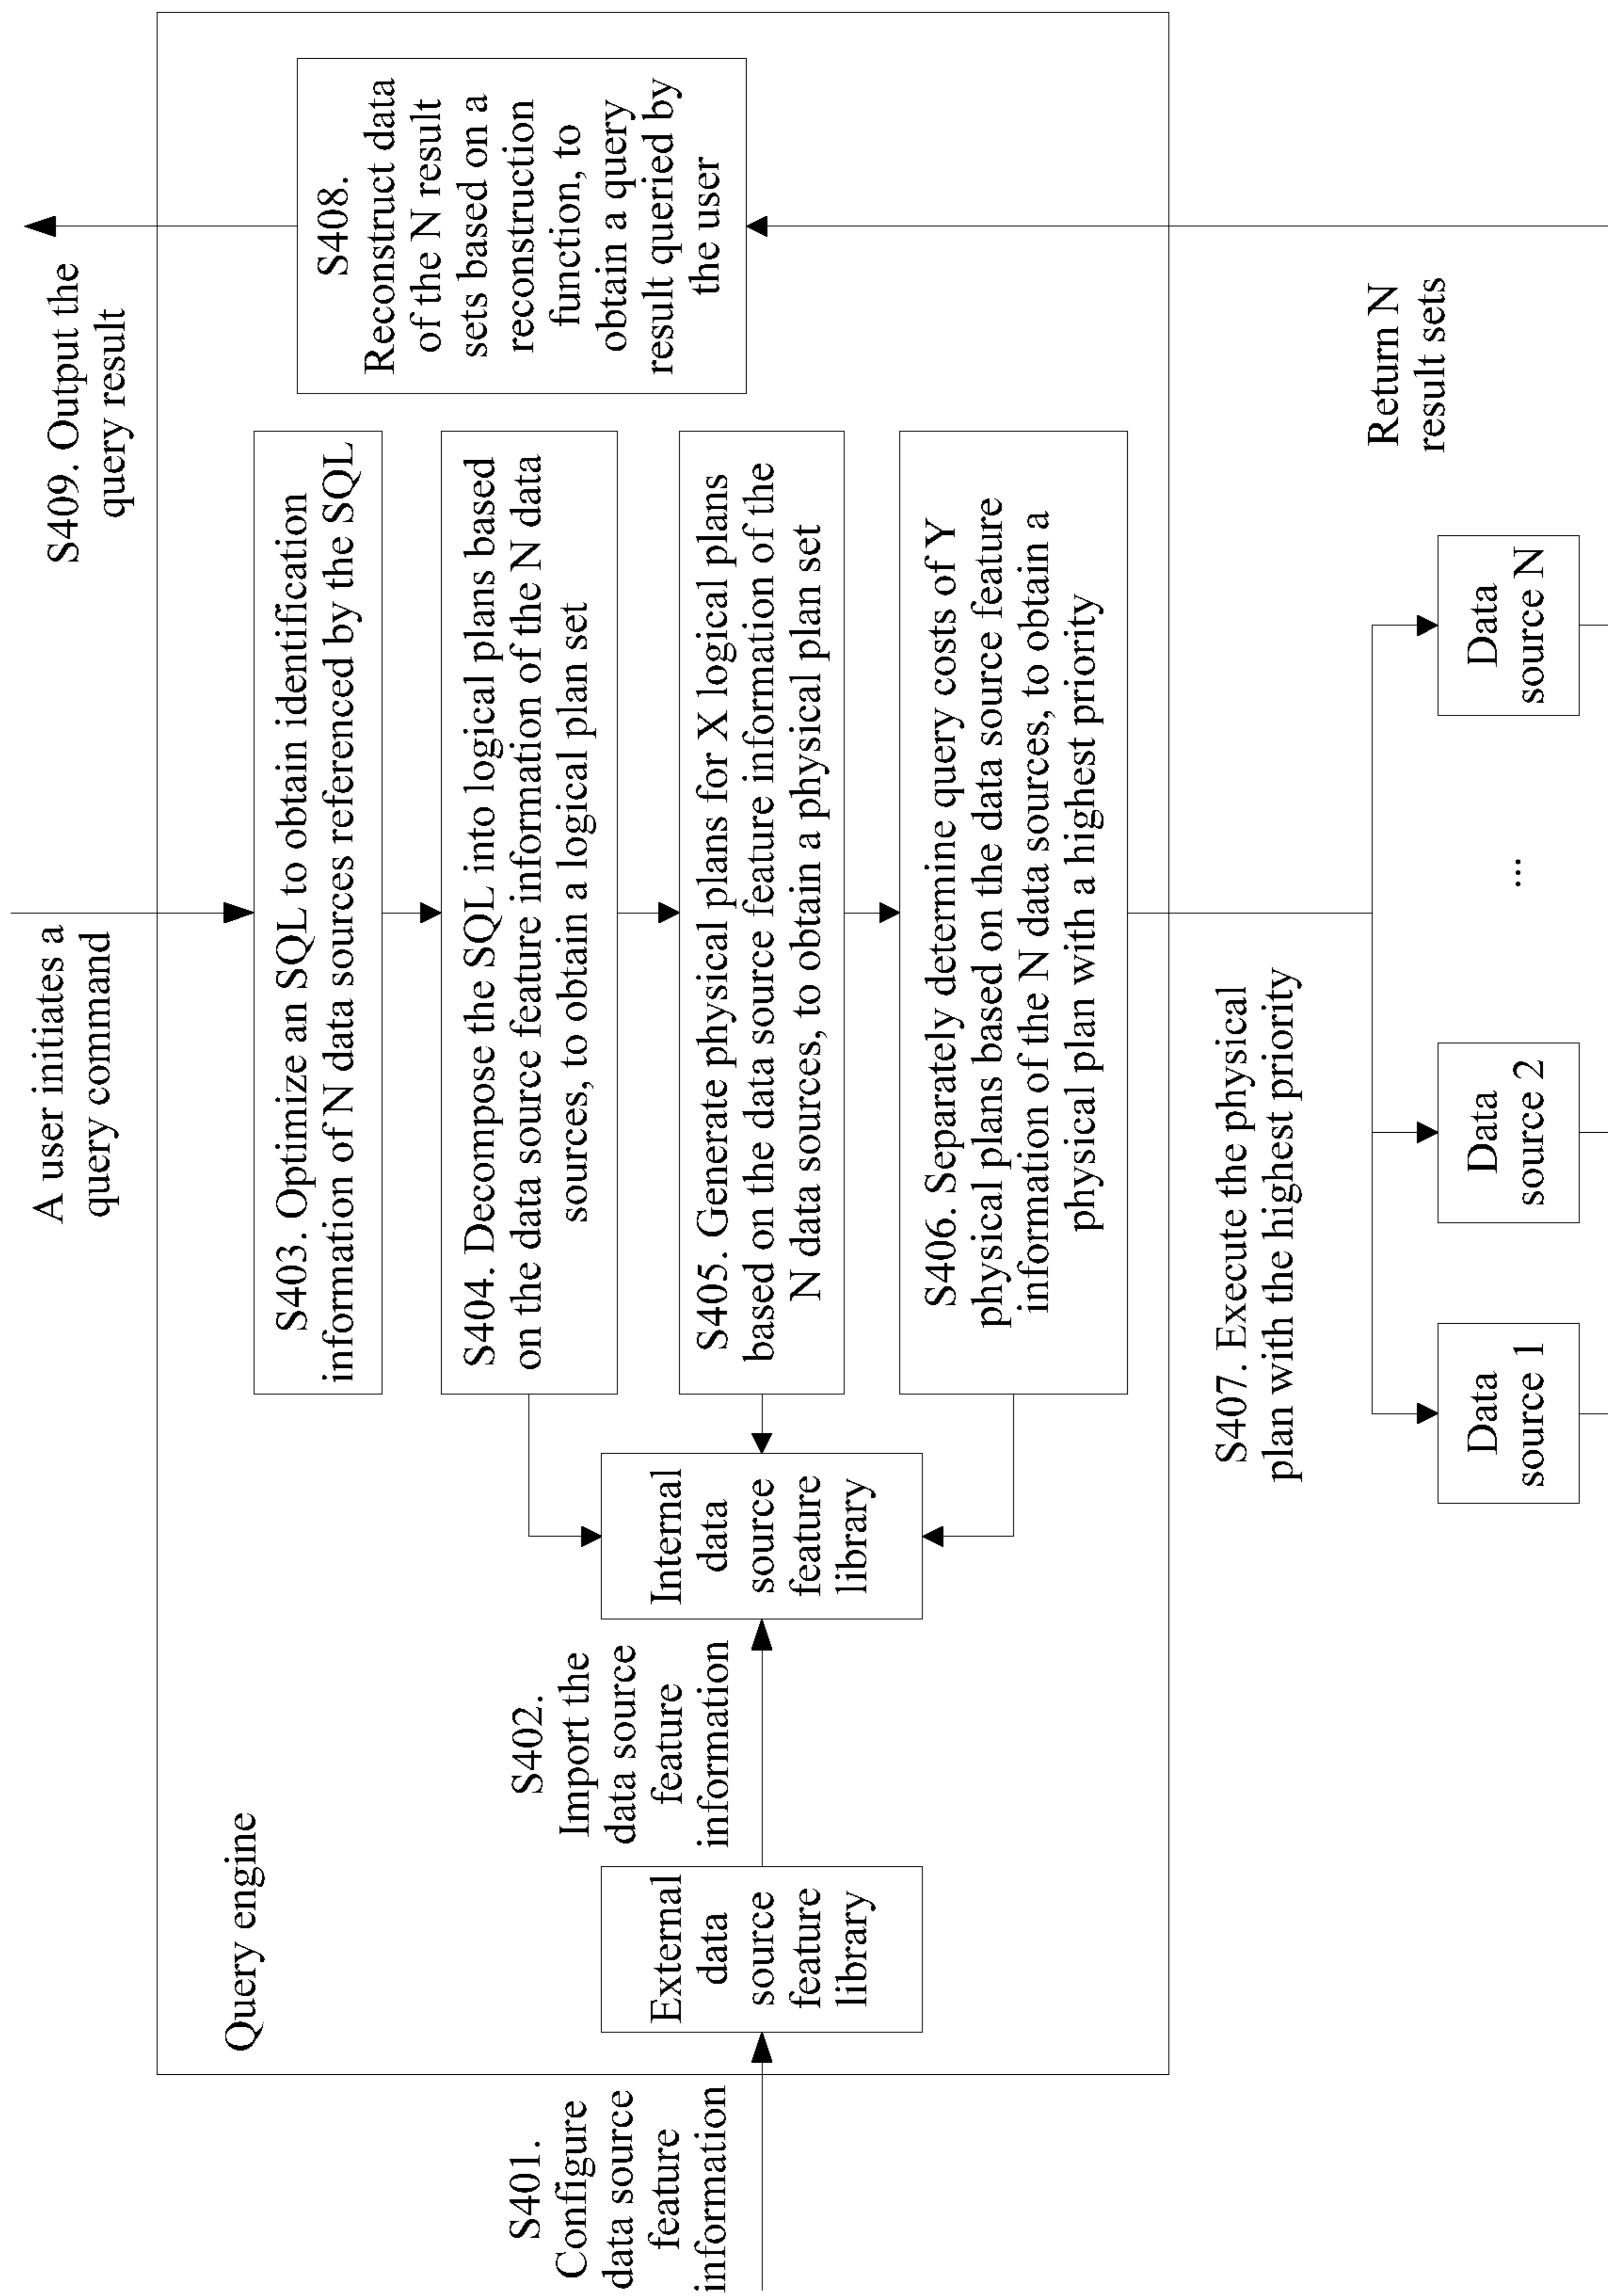 A user initiates a
query command
S409. Output the
query result
Query engine
S401.
Configure
data source
feature
information
External
data
source
feature
library
S402.
Import the
data source
feature
information
Internal
data
source
feature
library
S403. Optimize an SQL to obtain identification
information of N data sources referenced by the SQL
S404. Decompose the SQL into logical plans based
on the data source feature information of the N data
sources, to obtain a logical plan set
S405. Generate physical plans for X logical plans
based on the data source feature information of the
N data sources, to obtain a physical plan set
S406. Separately determine query costs of Y
physical plans based on the data source feature
information of the N data sources, to obtain a
physical plan with a highest priority
S408.
Reconstruct data
of the N result
sets based on a
reconstruction
function, to
obtain a query
result queried by
the user
S407. Execute the physical
plan with the highest priority
Return N
result sets
Data
source 1
Data
source 2
...
Data
source N